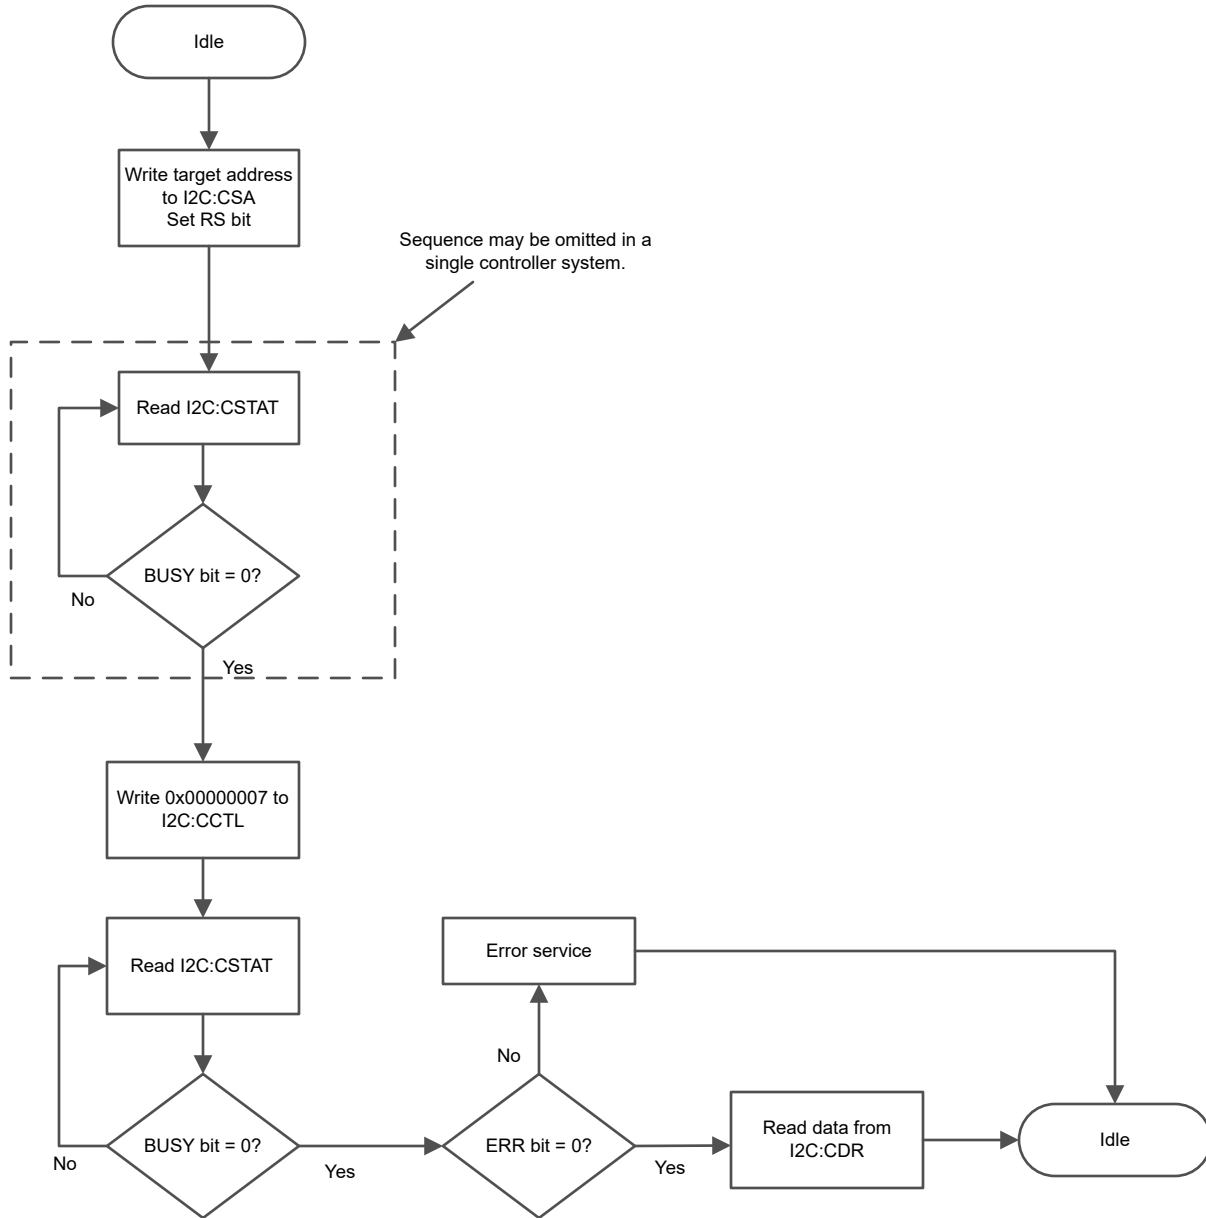 Idle
Write target address
to I2C:CSA
Set RS bit
Sequence may be omitted in a
single controller system.
Read I2C:CSTAT
BUSY bit = 0?
No
Yes
Write 0x00000007 to
I2C:CCTL
Read I2C:CSTAT
Error service
No
BUSY bit = 0?
No
Yes
ERR bit = 0?
Yes
Read data from
I2C:CDR
Idle